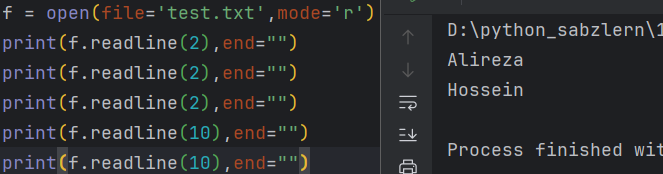 f = open(file='test.txt',mode='r')
print(f.readline(2),end="")
print(f.readline(2),end="")
print(f.readline(2),end="")
print(f.readline(10),end="")
print(f.readline(10),end="")
D:\python_sabzlern\1
Alireza
Hossein
Process finished wit